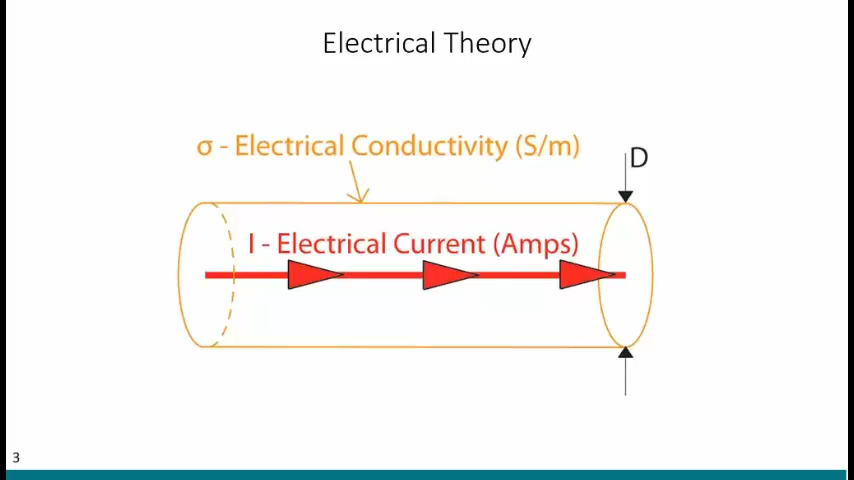 Electrical Theory
σ - Electrical Conductivity (S/m)
D
I - Electrical Current (Amps)
3